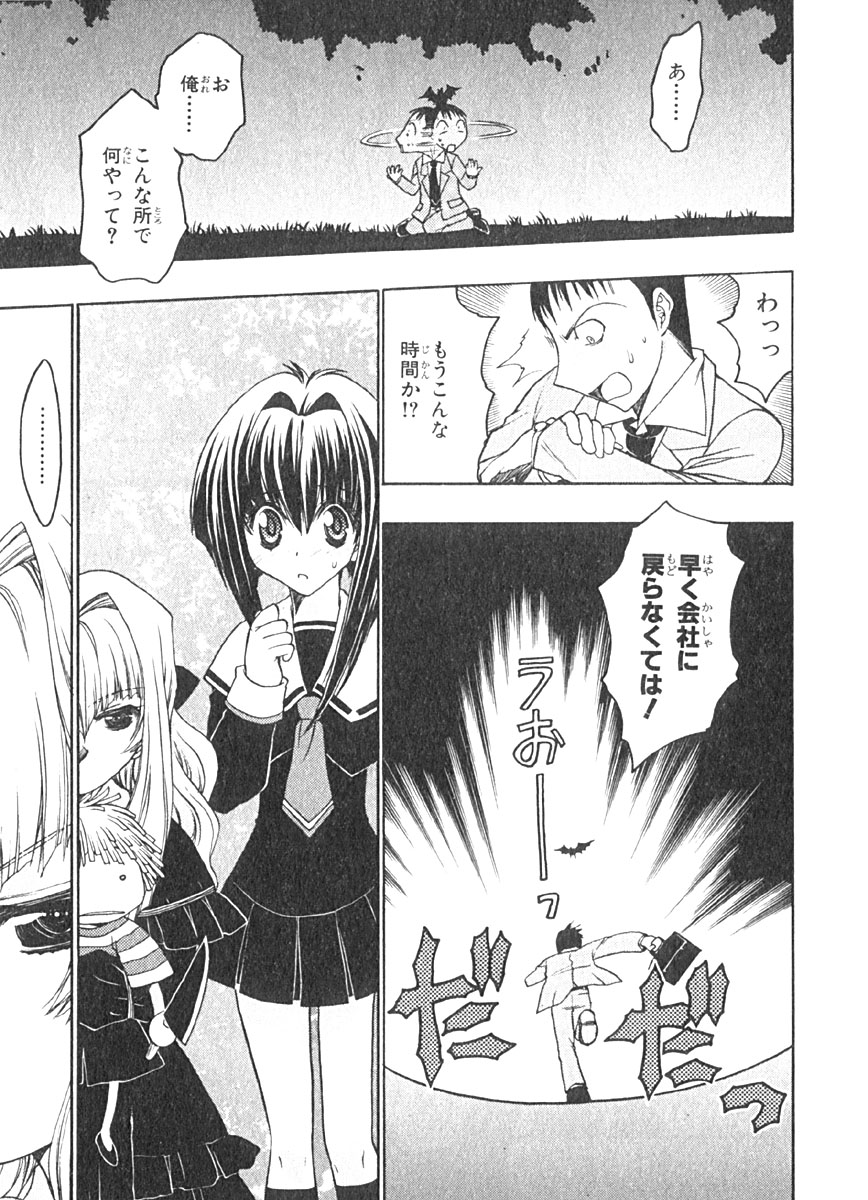 あ……
お
俺……
こんな所で
何やって？
わっっ
もうこんな
時間か!?
早く会社に
戻らなくては！
うおーーっ
だだっ
………